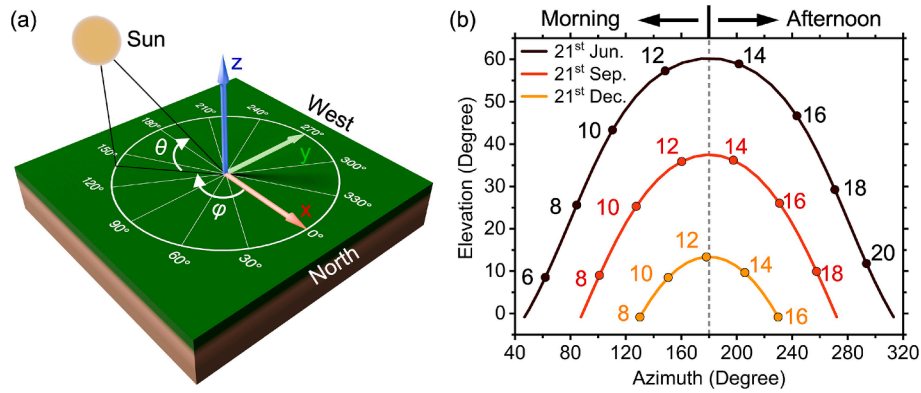 (a)
Sun
z
West
210°
240°
180°
270°
150°
θ
y
300°
120°
φ
x
330°
90°
0°
60°
30°
North
(b)
Morning
Afternoon
21st Jun.
21st Sep.
21st Dec.
60
50
40
30
20
10
0
Elevation (Degree)
6
8
10
12
14
16
18
20
8
10
12
14
16
18
8
10
12
14
16
40
80
120
160
200
240
280
320
Azimuth (Degree)